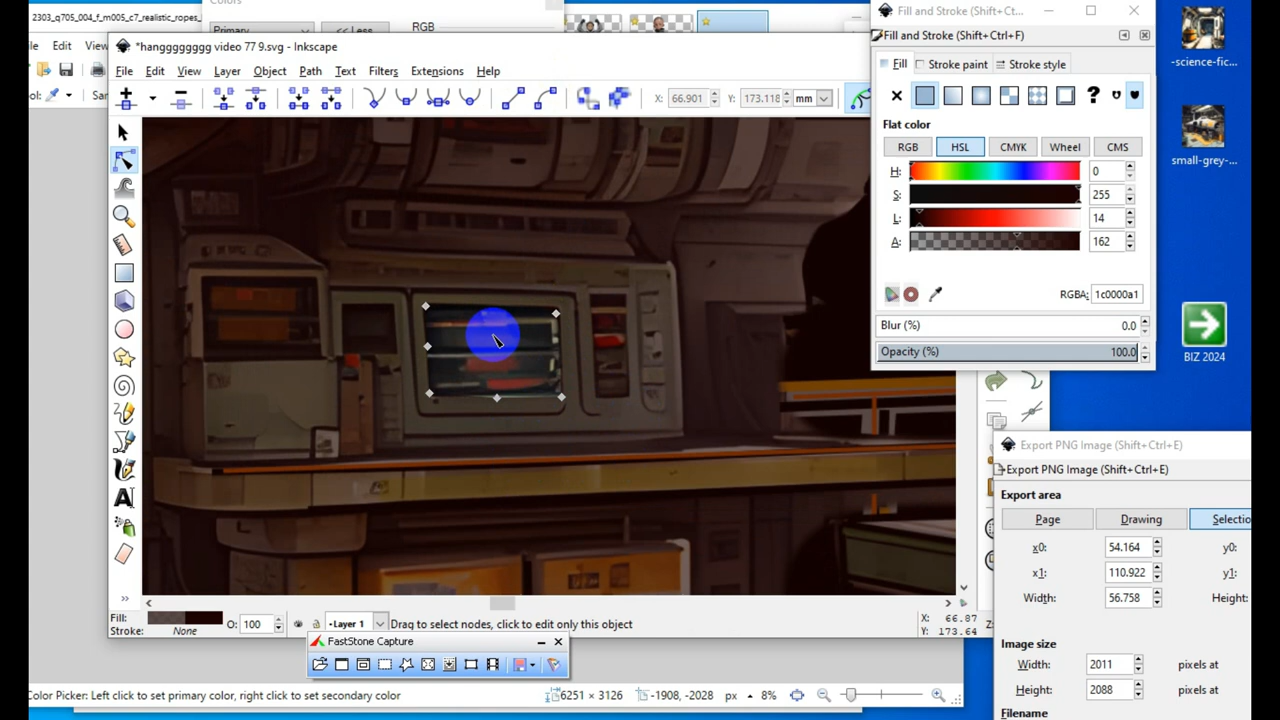 2303_q705_004_f_m005_c7_realistic_ropes_
Colors
Primary
<< Less
RGB
*hangggggggg video 77 9.svg - Inkscape
File Edit View Layer Object Path Text Filters Extensions Help
X: 66.901 Y: 173.118 mm
Fill and Stroke (Shift+Ct...
Fill and Stroke (Shift+Ctrl+F)
Fill Stroke paint Stroke style
Flat color
RGB HSL CMYK Wheel CMS
H: 0
S: 255
L: 14
A: 162
RGBA: 1c0000a1
Blur (%) 0.0
Opacity (%) 100.0
-science-fic...
small-grey-...
BIZ 2024
Export PNG Image (Shift+Ctrl+E)
Export PNG Image (Shift+Ctrl+E)
Export area
Page Drawing Selectio
x0: 54.164 y0:
x1: 110.922 y1:
Width: 56.758 Height:
Image size
Width: 2011 pixels at
Height: 2088 pixels at
Filename
ile Edit View
ool: Sar
Fill:
Stroke: None
O: 100
Layer 1
Drag to select nodes, click to edit only this object
X: 66.87
Y: 173.64
Z:
FastStone Capture
Color Picker: Left click to set primary color, right click to set secondary color
6251 × 3126
-1908, -2028
px
8%